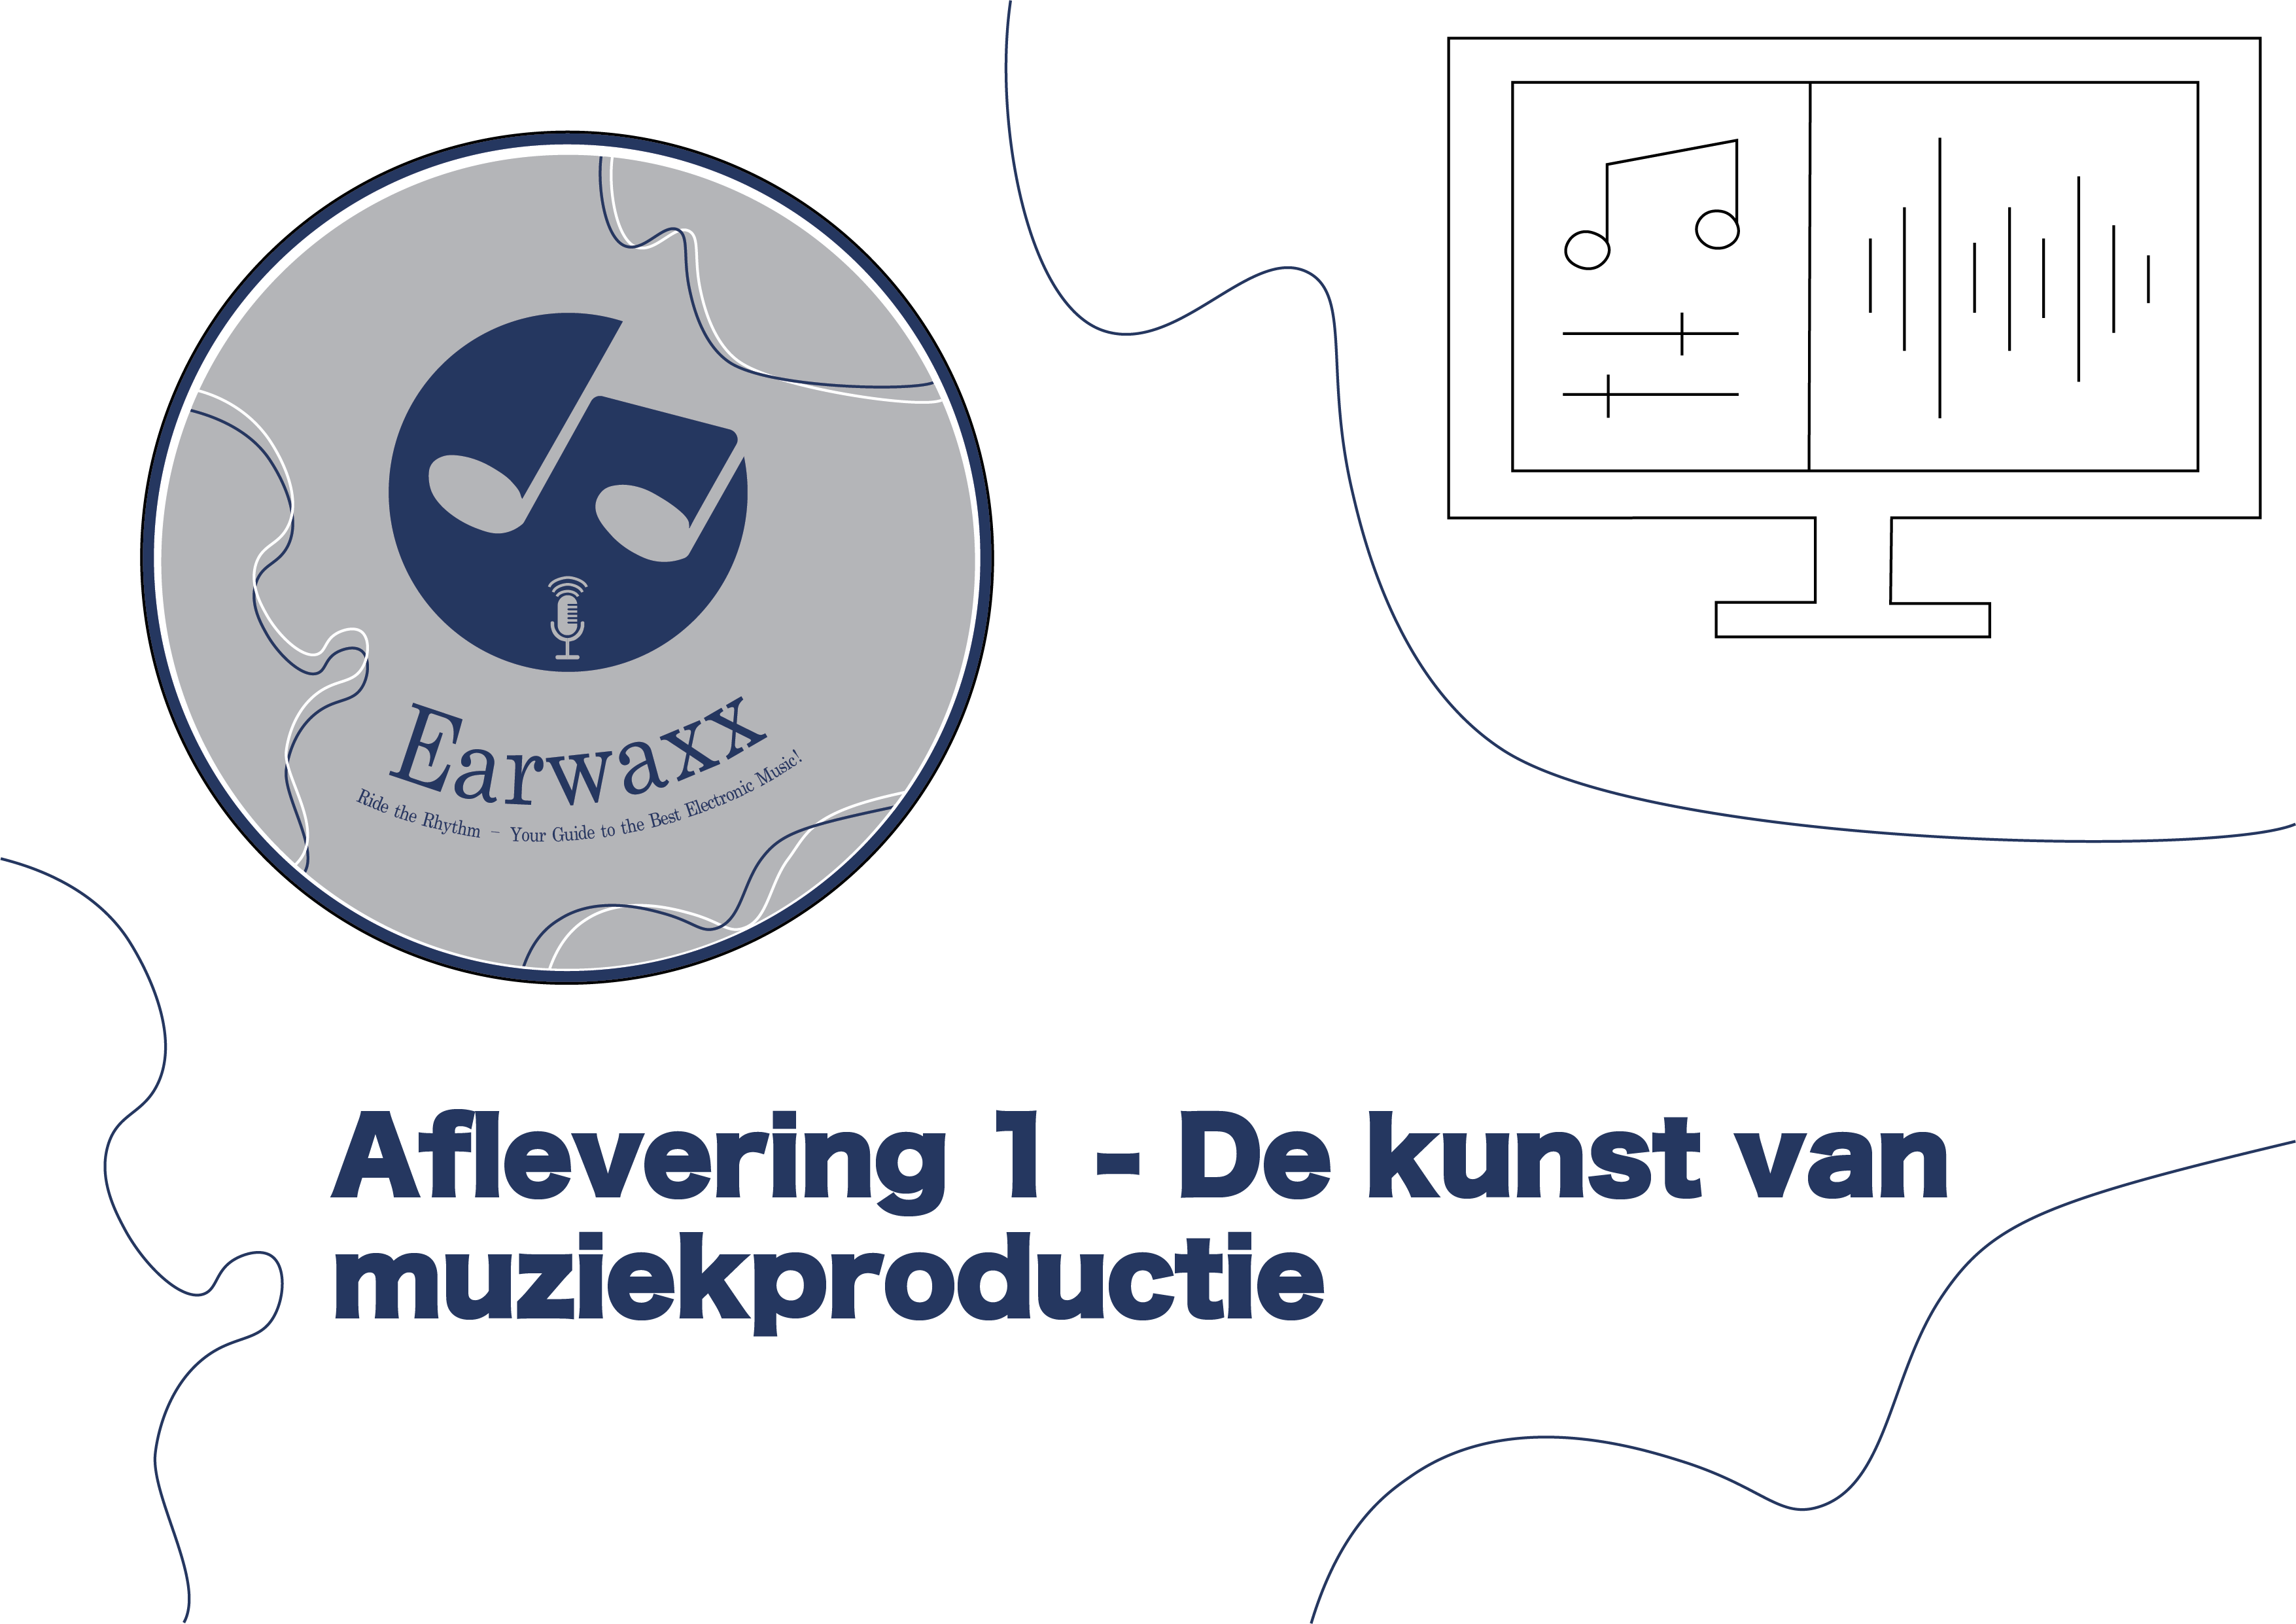 Earwaxx
Ride the Rhythm – Your Guide to the Best Electronic Music!
Aflevering 1 – De kunst van
muziekproductie